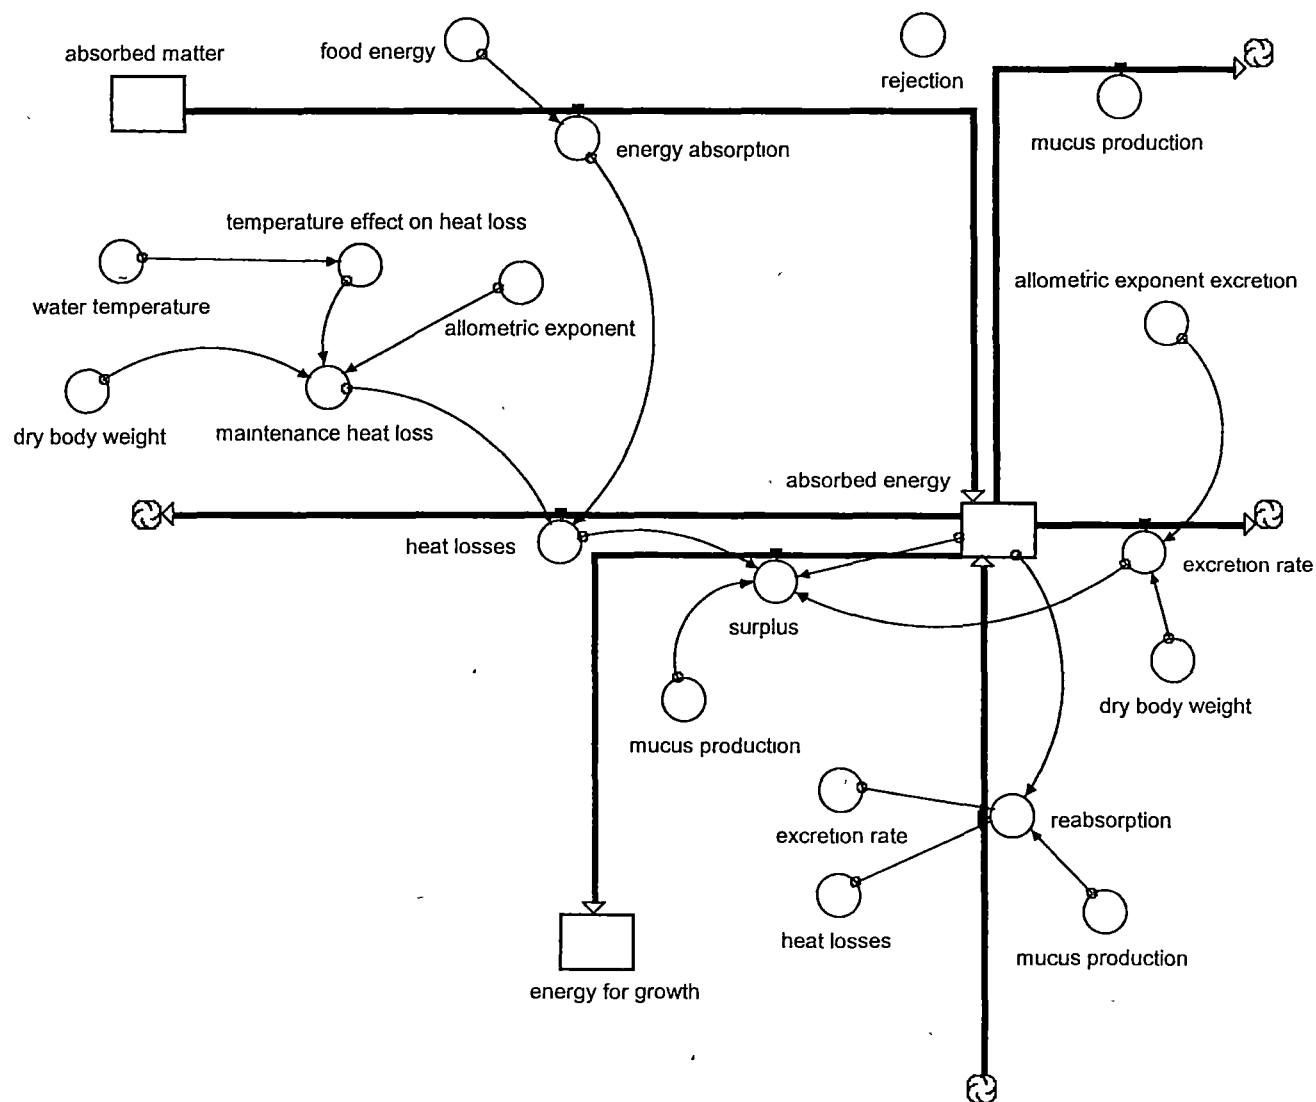 absorbed matter
food energy
rejection
mucus production
energy absorption
temperature effect on heat loss
water temperature
allometric exponent
allometric exponent excretion
dry body weight
maintenance heat loss
absorbed energy
heat losses
excretion rate
surplus
dry body weight
mucus production
excretion rate
reabsorption
heat losses
mucus production
energy for growth